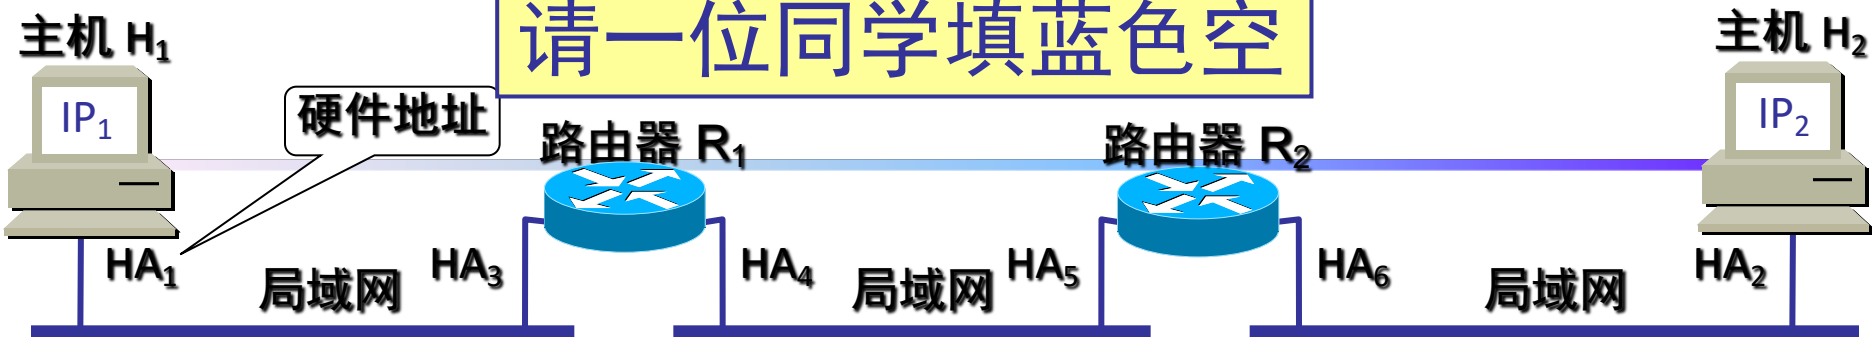 请一位同学填蓝色空
主机 H₁
主机 H₂
IP₁
硬件地址
IP₂
路由器 R₁
路由器 R₂
HA₁
局域网
HA₃
HA₄
局域网
HA₅
HA₆
局域网
HA₂